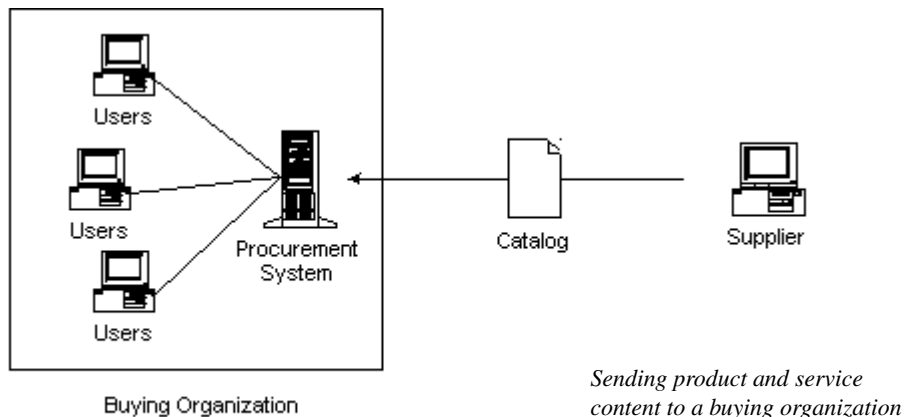 Users
Users
Users
Procurement
System
Catalog
Supplier
Buying Organization
Sending product and service
content to a buying organization